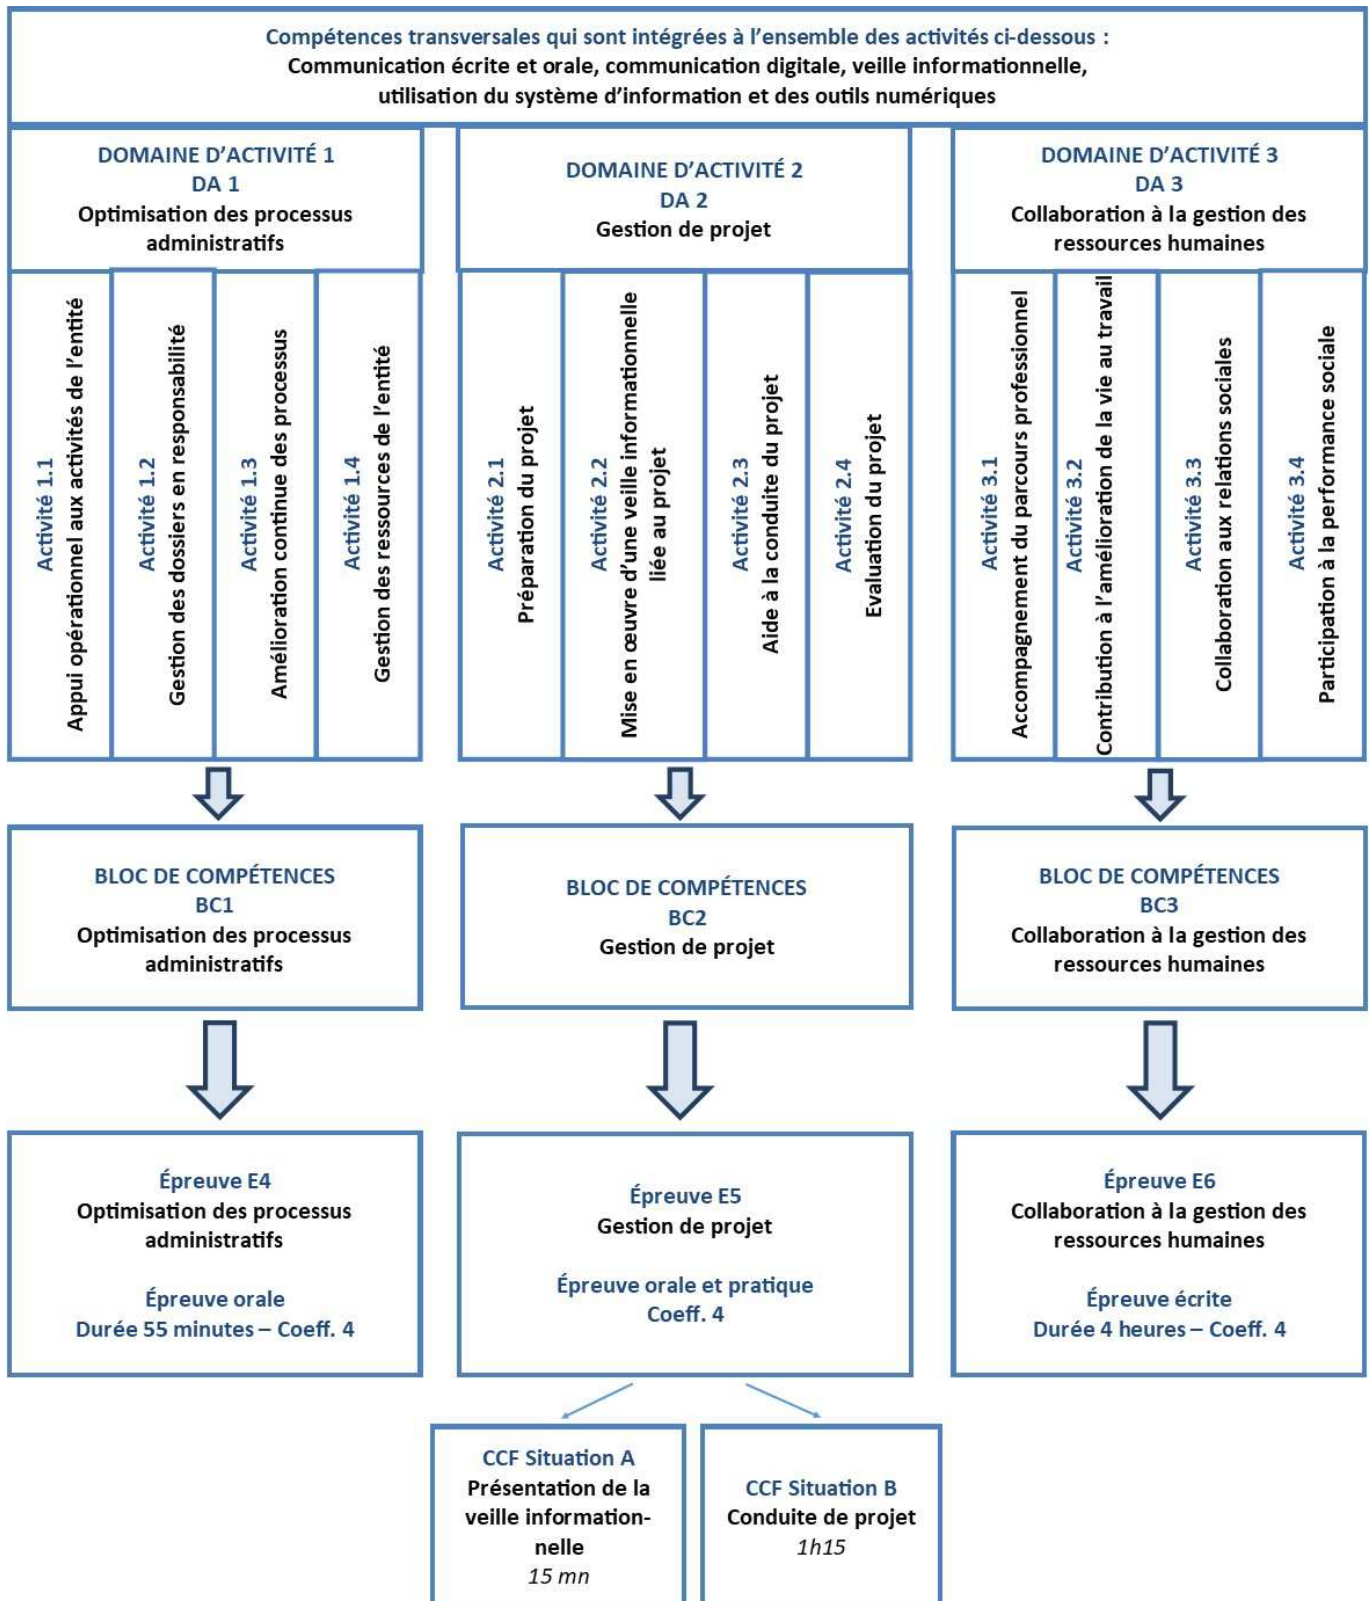 Compétences transversales qui sont intégrées à l'ensemble des activités ci-dessous :
Communication écrite et orale, communication digitale, veille informationnelle,
utilisation du système d'information et des outils numériques
DOMAINE D'ACTIVITÉ 1
DA 1
Optimisation des processus
administratifs
DOMAINE D'ACTIVITÉ 2
DA 2
Gestion de projet
DOMAINE D'ACTIVITÉ 3
DA 3
Collaboration à la gestion des
ressources humaines
Activité 1.1
Appui opérationnel aux activités de l'entité
Activité 1.2
Gestion des dossiers en responsabilité
Activité 1.3
Amélioration continue des processus
Activité 1.4
Gestion des ressources de l'entité
Activité 2.1
Préparation du projet
Activité 2.2
Mise en œuvre d'une veille informationnelle
liée au projet
Activité 2.3
Aide à la conduite du projet
Activité 2.4
Evaluation du projet
Activité 3.1
Accompagnement du parcours professionnel
Activité 3.2
Contribution à l'amélioration de la vie au travail
Activité 3.3
Collaboration aux relations sociales
Activité 3.4
Participation à la performance sociale
BLOC DE COMPÉTENCES
BC1
Optimisation des processus
administratifs
BLOC DE COMPÉTENCES
BC2
Gestion de projet
BLOC DE COMPÉTENCES
BC3
Collaboration à la gestion des
ressources humaines
Épreuve E4
Optimisation des processus
administratifs
Épreuve orale
Durée 55 minutes – Coeff. 4
Épreuve E5
Gestion de projet
Épreuve orale et pratique
Coeff. 4
Épreuve E6
Collaboration à la gestion des
ressources humaines
Épreuve écrite
Durée 4 heures – Coeff. 4
CCF Situation A
Présentation de la
veille information-
nelle
15 mn
CCF Situation B
Conduite de projet
1h15